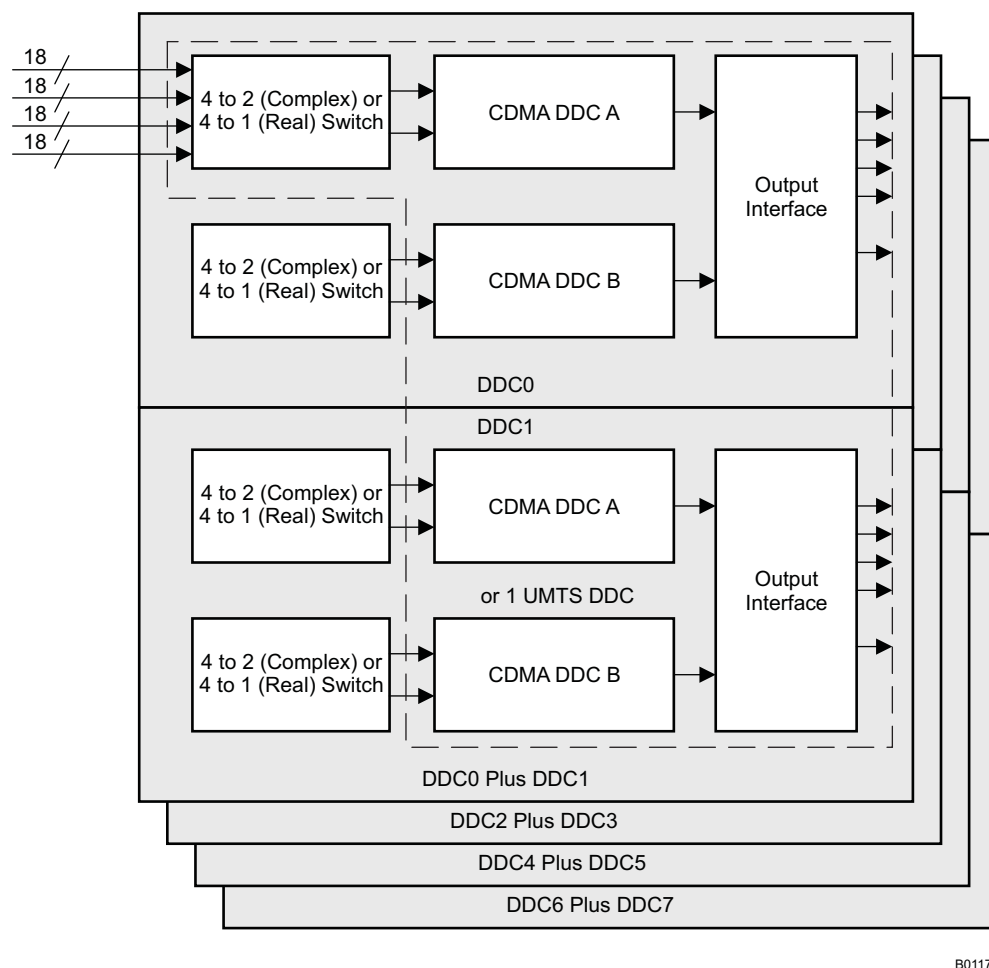 18
18
18
18
4 to 2 (Complex) or
4 to 1 (Real) Switch
CDMA DDC A
Output
Interface
4 to 2 (Complex) or
4 to 1 (Real) Switch
CDMA DDC B
DDC0
DDC1
4 to 2 (Complex) or
4 to 1 (Real) Switch
CDMA DDC A
Output
Interface
or 1 UMTS DDC
4 to 2 (Complex) or
4 to 1 (Real) Switch
CDMA DDC B
DDC0 Plus DDC1
DDC2 Plus DDC3
DDC4 Plus DDC5
DDC6 Plus DDC7
B0117